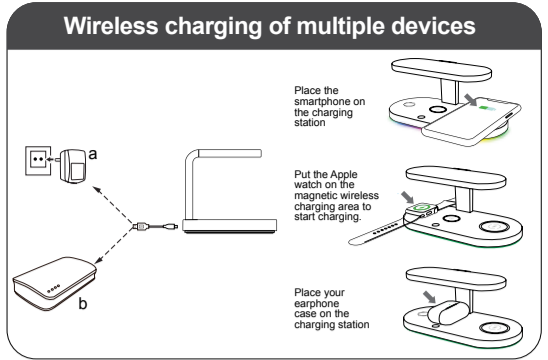 Wireless charging of multiple devices
a
b
Place the
smartphone on
the charging
station
Put the Apple
watch on the
magnetic wireless
charging area to
start charging.
Place your
earphone
case on the
charging station